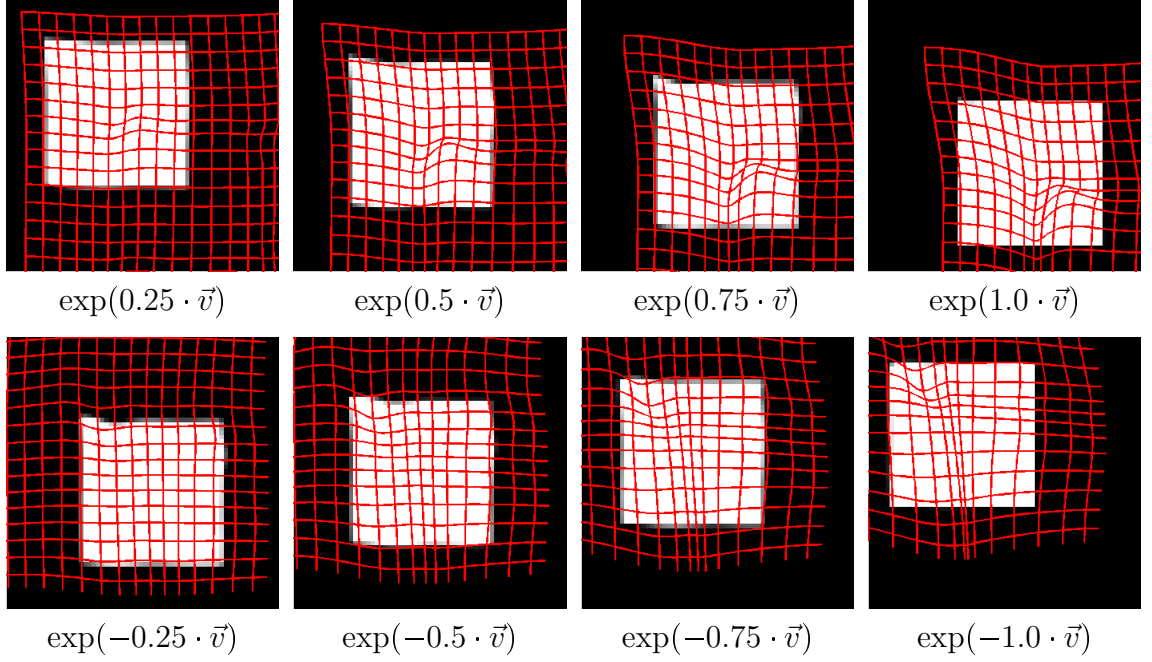 exp(0.25 · v⃗) exp(0.5 · v⃗) exp(0.75 · v⃗) exp(1.0 · v⃗)
exp(−0.25 · v⃗) exp(−0.5 · v⃗) exp(−0.75 · v⃗) exp(−1.0 · v⃗)